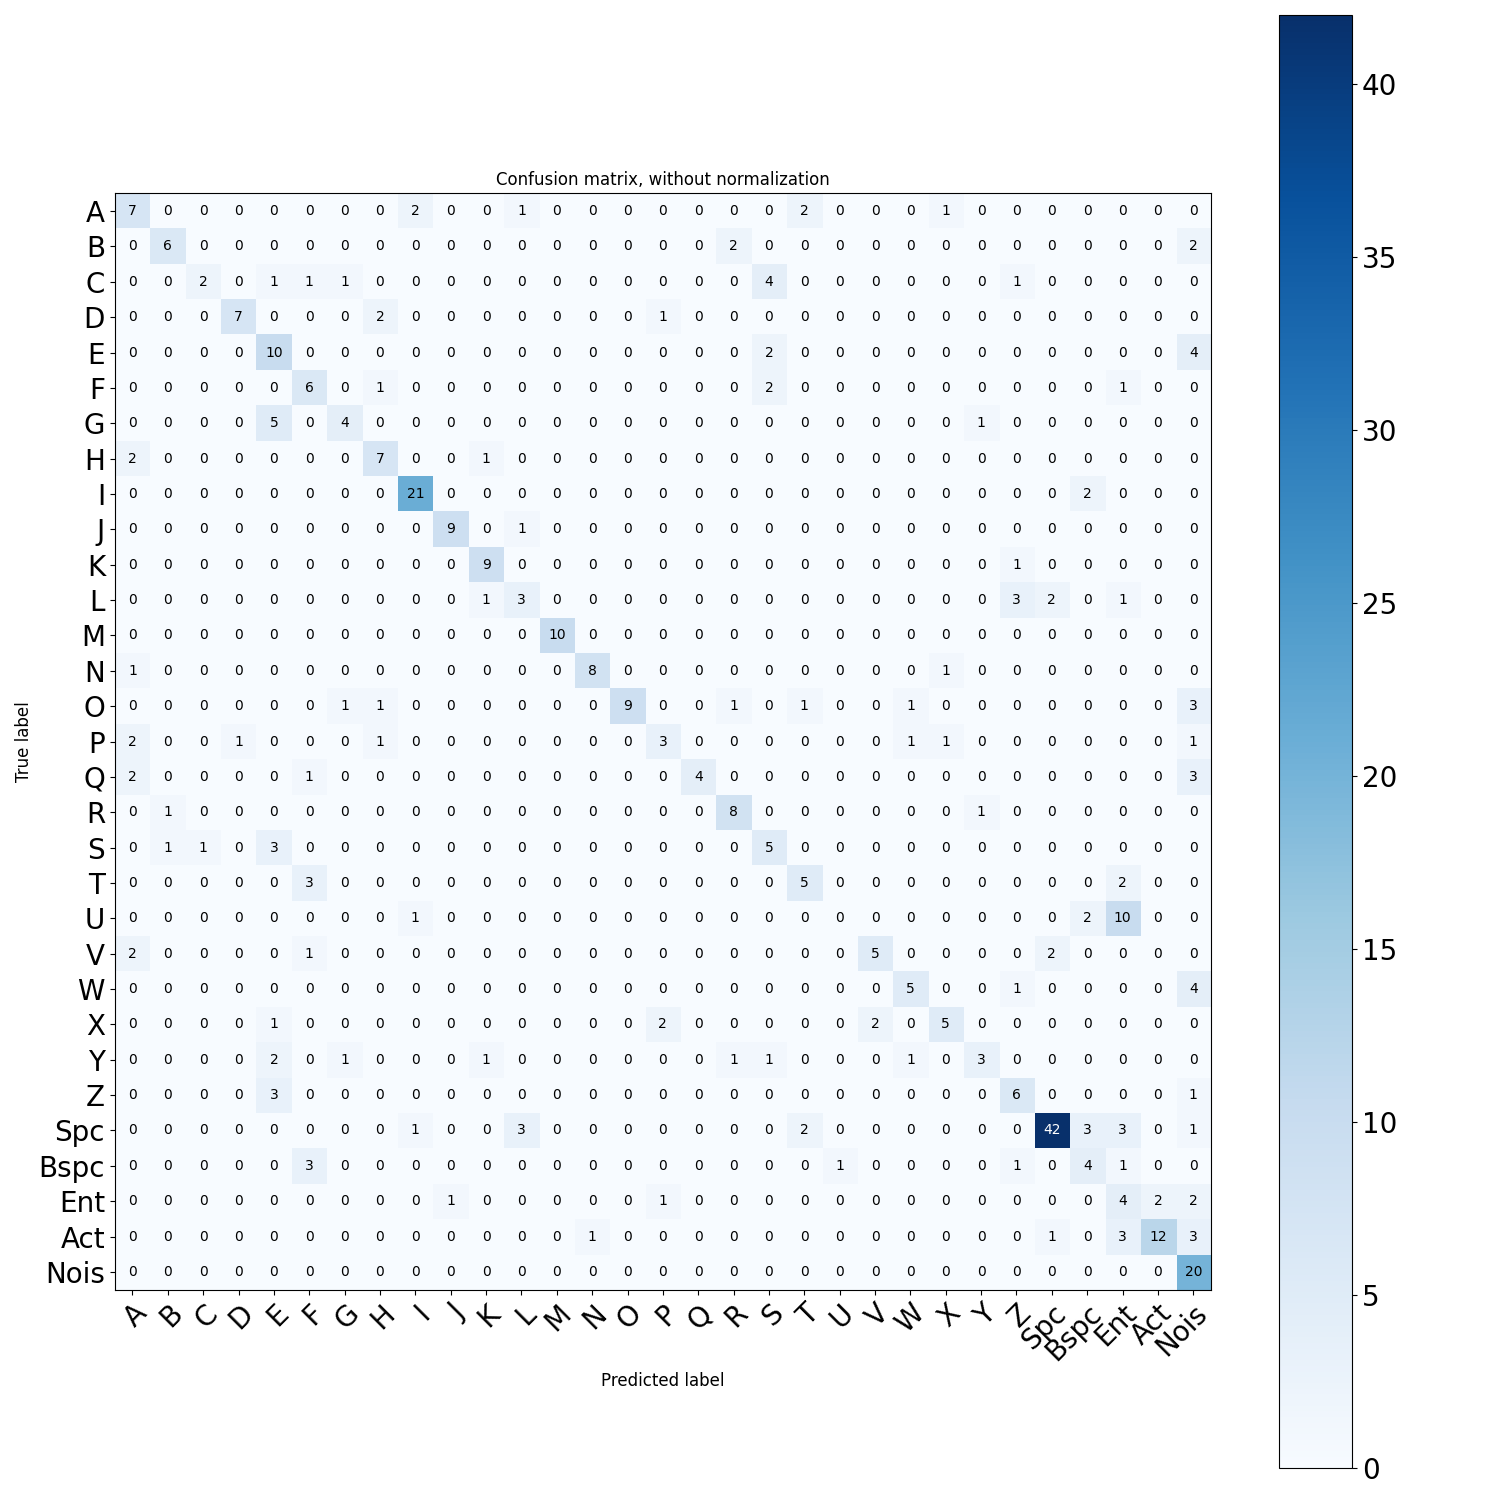 Confusion matrix, without normalization
A 7 0 0 0 0 0 0 0 2 0 0 1 0 0 0 0 0 0 0 2 0 0 0 1 0 0 0 0 0 0 0
B 0 6 0 0 0 0 0 0 0 0 0 0 0 0 0 0 0 2 0 0 0 0 0 0 0 0 0 0 0 0 2
C 0 0 2 0 1 1 1 0 0 0 0 0 0 0 0 0 0 0 4 0 0 0 0 0 0 1 0 0 0 0 0
D 0 0 0 7 0 0 0 2 0 0 0 0 0 0 0 1 0 0 0 0 0 0 0 0 0 0 0 0 0 0 0
E 0 0 0 0 10 0 0 0 0 0 0 0 0 0 0 0 0 0 2 0 0 0 0 0 0 0 0 0 0 0 4
F 0 0 0 0 0 6 0 1 0 0 0 0 0 0 0 0 0 0 2 0 0 0 0 0 0 0 0 0 1 0 0
G 0 0 0 0 5 0 4 0 0 0 0 0 0 0 0 0 0 0 0 0 0 0 0 0 1 0 0 0 0 0 0
H 2 0 0 0 0 0 0 7 0 0 1 0 0 0 0 0 0 0 0 0 0 0 0 0 0 0 0 0 0 0 0
I 0 0 0 0 0 0 0 0 21 0 0 0 0 0 0 0 0 0 0 0 0 0 0 0 0 0 0 2 0 0 0
J 0 0 0 0 0 0 0 0 0 9 0 1 0 0 0 0 0 0 0 0 0 0 0 0 0 0 0 0 0 0 0
K 0 0 0 0 0 0 0 0 0 0 9 0 0 0 0 0 0 0 0 0 0 0 0 0 0 1 0 0 0 0 0
L 0 0 0 0 0 0 0 0 0 0 1 3 0 0 0 0 0 0 0 0 0 0 0 0 0 3 2 0 1 0 0
M 0 0 0 0 0 0 0 0 0 0 0 0 10 0 0 0 0 0 0 0 0 0 0 0 0 0 0 0 0 0 0
N 1 0 0 0 0 0 0 0 0 0 0 0 0 8 0 0 0 0 0 0 0 0 0 1 0 0 0 0 0 0 0
O 0 0 0 0 0 0 1 1 0 0 0 0 0 0 9 0 0 1 0 1 0 0 1 0 0 0 0 0 0 0 3
P 2 0 0 1 0 0 0 1 0 0 0 0 0 0 0 3 0 0 0 0 0 0 1 1 0 0 0 0 0 0 1
Q 2 0 0 0 0 1 0 0 0 0 0 0 0 0 0 0 4 0 0 0 0 0 0 0 0 0 0 0 0 0 3
R 0 1 0 0 0 0 0 0 0 0 0 0 0 0 0 0 0 8 0 0 0 0 0 0 1 0 0 0 0 0 0
S 0 1 1 0 3 0 0 0 0 0 0 0 0 0 0 0 0 0 5 0 0 0 0 0 0 0 0 0 0 0 0
T 0 0 0 0 0 3 0 0 0 0 0 0 0 0 0 0 0 0 0 5 0 0 0 0 0 0 0 0 2 0 0
U 0 0 0 0 0 0 0 0 1 0 0 0 0 0 0 0 0 0 0 0 0 0 0 0 0 0 0 2 10 0 0
V 2 0 0 0 0 1 0 0 0 0 0 0 0 0 0 0 0 0 0 0 0 5 0 0 0 0 2 0 0 0 0
W 0 0 0 0 0 0 0 0 0 0 0 0 0 0 0 0 0 0 0 0 0 0 5 0 0 1 0 0 0 0 4
X 0 0 0 0 1 0 0 0 0 0 0 0 0 0 0 2 0 0 0 0 0 2 0 5 0 0 0 0 0 0 0
Y 0 0 0 0 2 0 1 0 0 0 1 0 0 0 0 0 0 1 1 0 0 0 1 0 3 0 0 0 0 0 0
Z 0 0 0 0 3 0 0 0 0 0 0 0 0 0 0 0 0 0 0 0 0 0 0 0 0 6 0 0 0 0 1
Spc 0 0 0 0 0 0 0 0 1 0 0 3 0 0 0 0 0 0 0 2 0 0 0 0 0 0 42 3 3 0 1
Bspc 0 0 0 0 0 3 0 0 0 0 0 0 0 0 0 0 0 0 0 0 1 0 0 0 0 1 0 4 1 0 0
Ent 0 0 0 0 0 0 0 0 0 1 0 0 0 0 0 1 0 0 0 0 0 0 0 0 0 0 0 0 4 2 2
Act 0 0 0 0 0 0 0 0 0 0 0 0 0 1 0 0 0 0 0 0 0 0 0 0 0 0 1 0 3 12 3
Nois 0 0 0 0 0 0 0 0 0 0 0 0 0 0 0 0 0 0 0 0 0 0 0 0 0 0 0 0 0 0 20
A B C D E F G H I J K L M N O P Q R S T U V W X Y Z Spc Bspc Ent Act Nois
Predicted label
True label
40
35
30
25
20
15
10
5
0